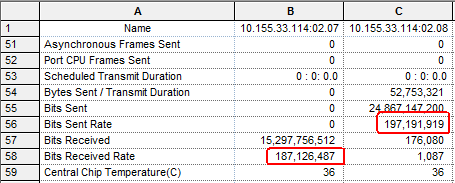 A B C
1 Name 10.155.33.114:02.07 10.155.33.114:02.08
51 Asynchronous Frames Sent 0 0
52 Port CPU Frames Sent 0 0
53 Scheduled Transmit Duration 0 : 0: 0.0 0 : 0: 0.0
54 Bytes Sent / Transmit Duration 0 52,753,321
55 Bits Sent 0 24,867,147,200
56 Bits Sent Rate 0 197,191,919
57 Bits Received 15,297,756,512 176,080
58 Bits Received Rate 187,126,487 1,087
59 Central Chip Temperature(C) 36 36